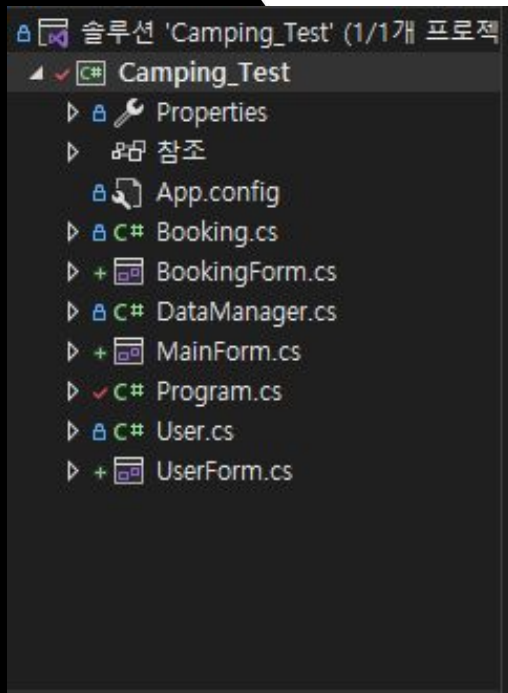 솔루션 'Camping_Test' (1/1개 프로젝
C# Camping_Test
Properties
참조
App.config
C# Booking.cs
BookingForm.cs
C# DataManager.cs
MainForm.cs
C# Program.cs
C# User.cs
UserForm.cs